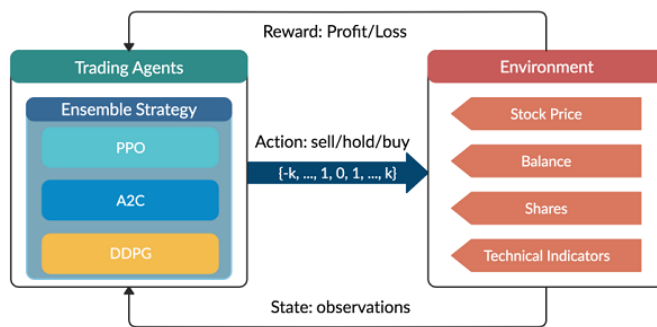 Reward: Profit/Loss
Trading Agents
Environment
Ensemble Strategy
PPO
A2C
DDPG
Action: sell/hold/buy
{-k, ..., 1, 0, 1, ..., k}
Stock Price
Balance
Shares
Technical Indicators
State: observations